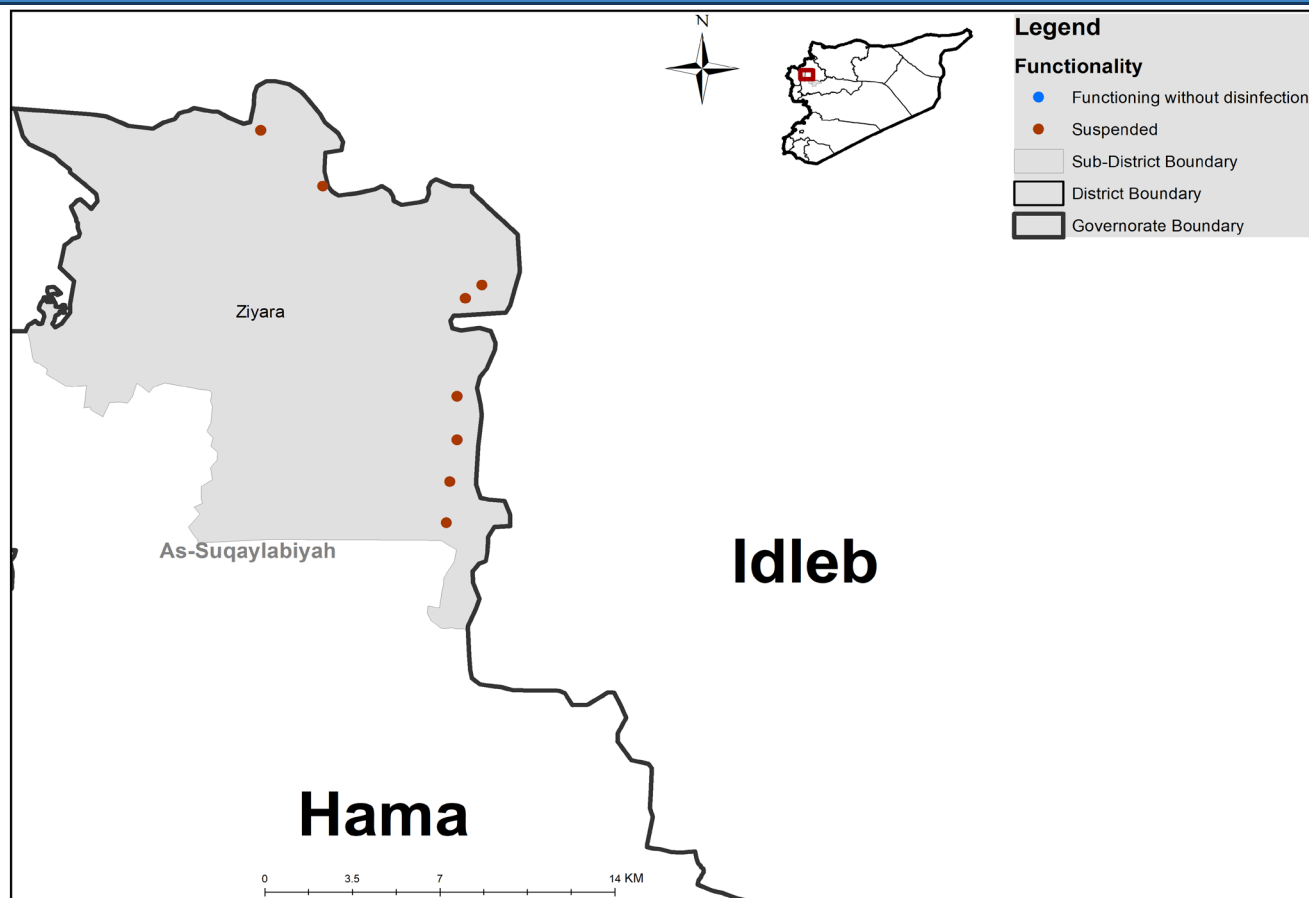 N
Legend
Functionality
Functioning without disinfection
Suspended
Sub-District Boundary
District Boundary
Governorate Boundary
Ziyara
As-Suqaylabiyah
Idleb
Hama
0 3.5 7 14 KM